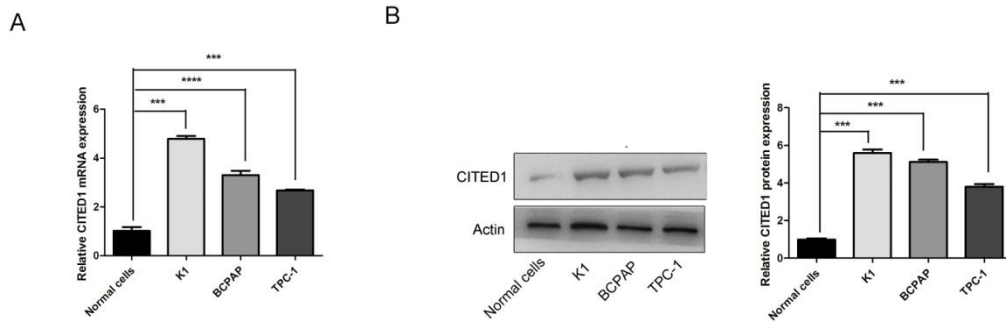 A
B
Relative CITED1 mRNA expression
6
4
2
0
***
****
***
Normal cells
K1
BCPAP
TPC-1
CITED1
Actin
Normal cells
K1
BCPAP
TPC-1
Relative CITED1 protein expression
8
6
4
2
0
***
***
***
Normal cells
K1
BCPAP
TPC-1